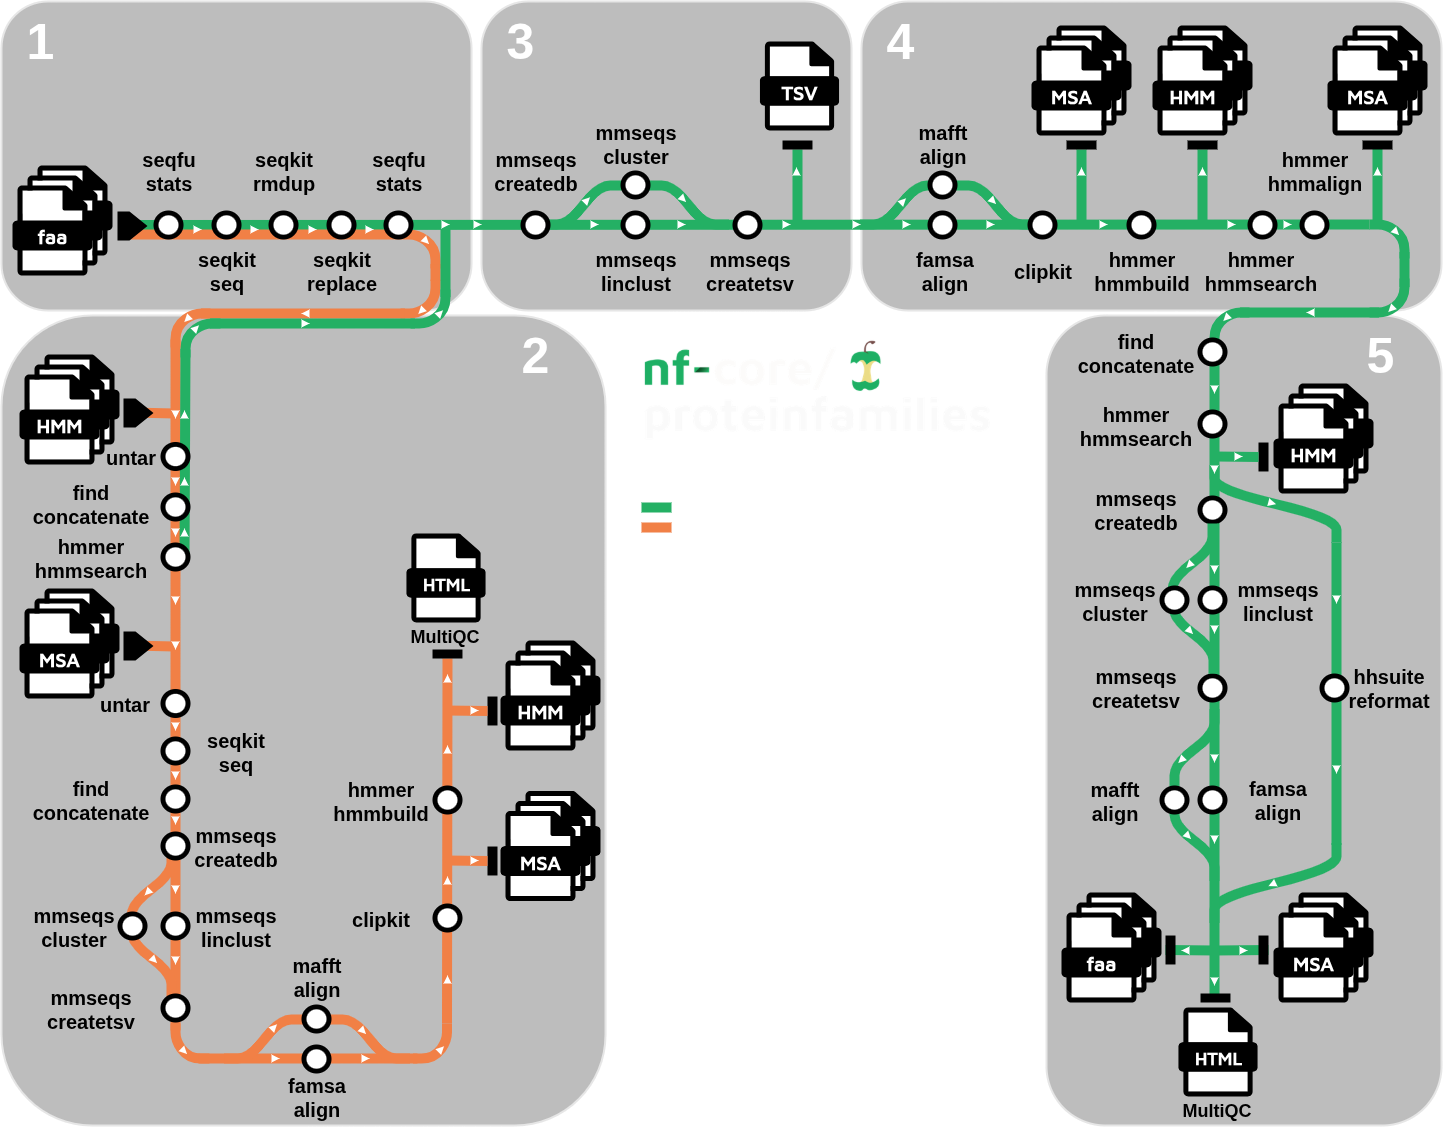 1
seqfu
stats
seqkit
rmdup
seqfu
stats
faa
seqkit
seq
seqkit
replace
3
TSV
mmseqs
createdb
mmseqs
cluster
mmseqs
linclust
mmseqs
createtsv
4
MSA
HMM
MSA
mafft
align
hmmer
hmmalign
famsa
align
clipkit
hmmer
hmmbuild
hmmer
hmmsearch
2
HMM
untar
find
concatenate
hmmer
hmmsearch
MSA
untar
seqkit
seq
find
concatenate
mmseqs
createdb
mmseqs
cluster
mmseqs
linclust
mmseqs
createtsv
mafft
align
famsa
align
clipkit
MSA
hmmer
hmmbuild
HMM
HTML
MultiQC
nf-core/
proteinfamilies
5
find
concatenate
hmmer
hmmsearch
HMM
mmseqs
createdb
mmseqs
cluster
mmseqs
linclust
mmseqs
createtsv
hhsuite
reformat
mafft
align
famsa
align
faa
MSA
HTML
MultiQC